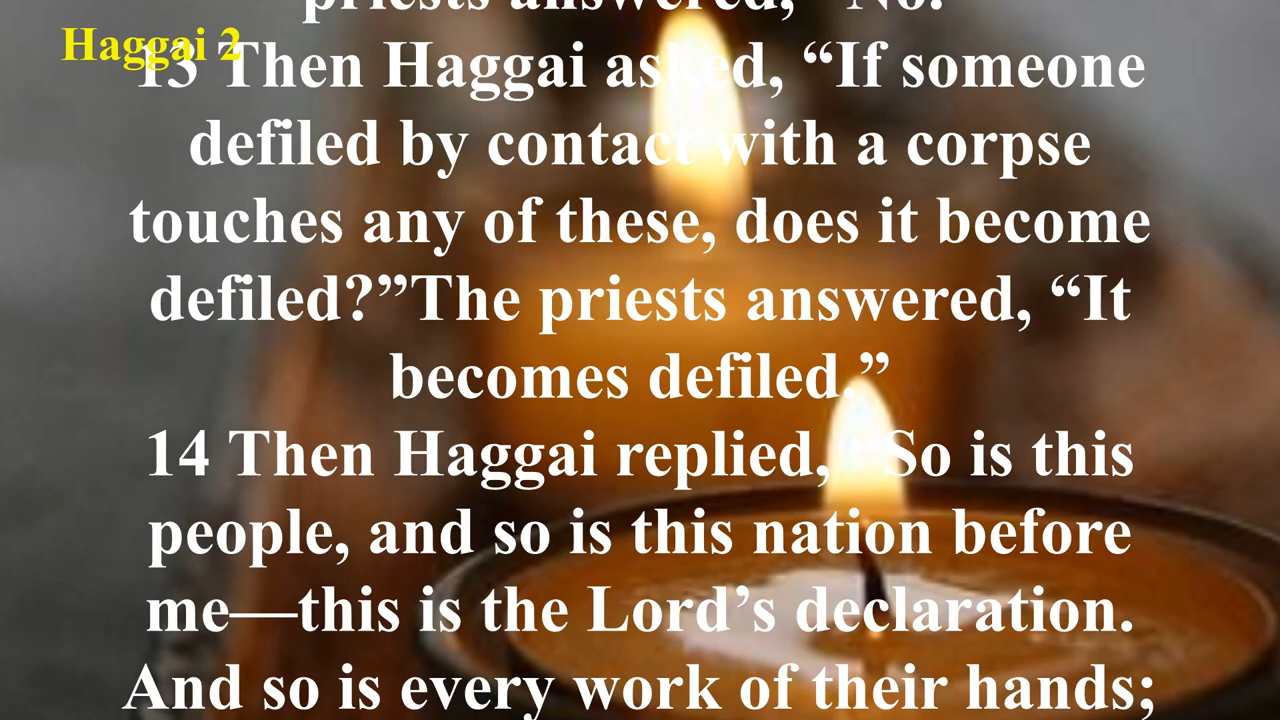 priests answered, “No.”
Haggai 2
13 Then Haggai asked, “If someone
defiled by contact with a corpse
touches any of these, does it become
defiled?”The priests answered, “It
becomes defiled.”
14 Then Haggai replied, “So is this
people, and so is this nation before
me—this is the Lord’s declaration.
And so is every work of their hands;